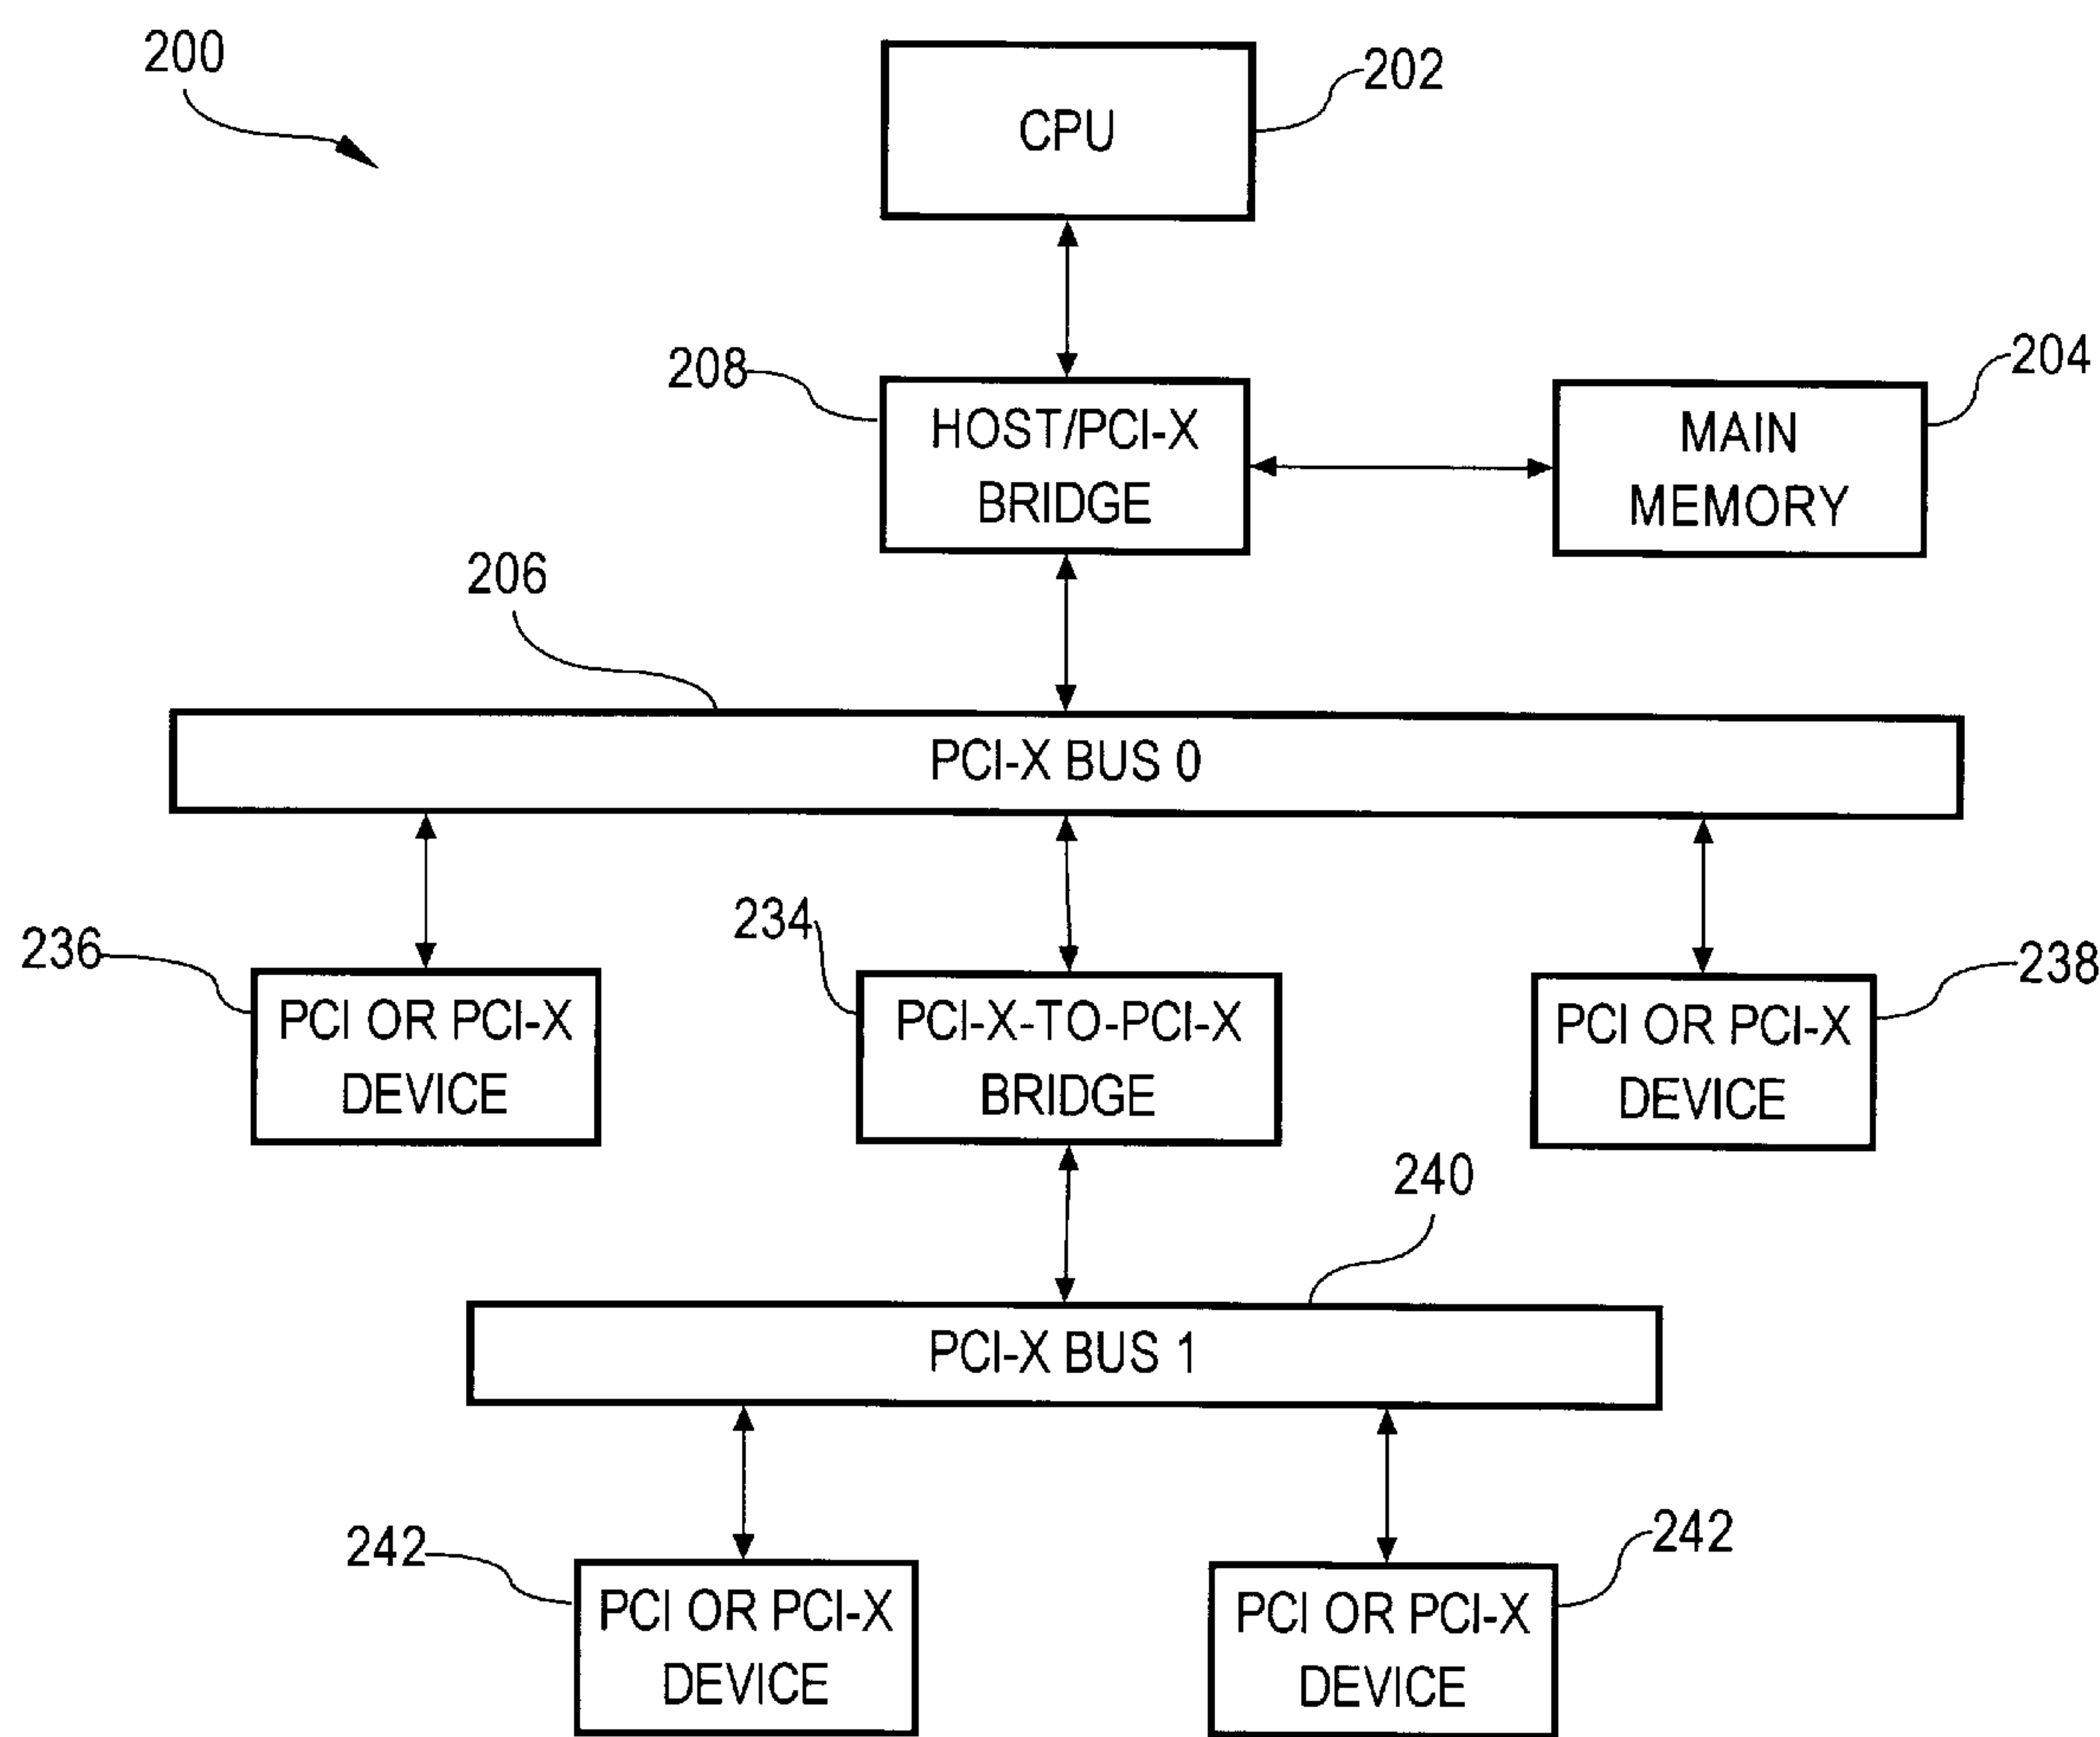 200
CPU
202
208
HOST/PCI-X
BRIDGE
MAIN
MEMORY
204
206
PCI-X BUS 0
236
PCI OR PCI-X
DEVICE
234
PCI-X-TO-PCI-X
BRIDGE
PCI OR PCI-X
DEVICE
238
240
PCI-X BUS 1
242
PCI OR PCI-X
DEVICE
PCI OR PCI-X
DEVICE
242